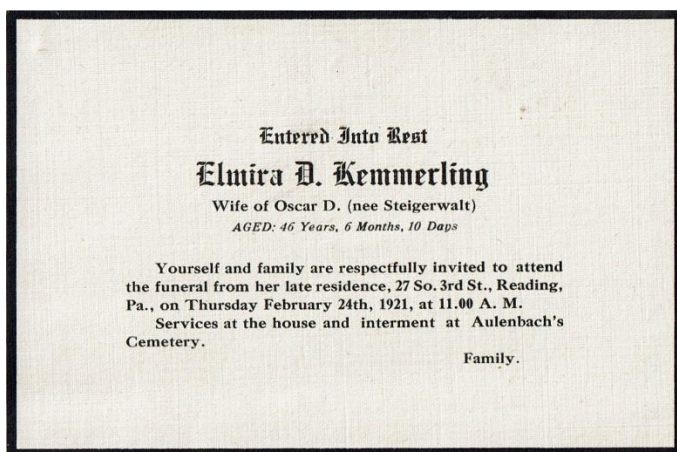 Entered Into Rest
Elmira D. Kemmerling
Wife of Oscar D. (nee Steigerwalt)
AGED: 46 Years, 6 Months, 10 Days
Yourself and family are respectfully invited to attend
the funeral from her late residence, 27 So. 3rd St., Reading,
Pa., on Thursday February 24th, 1921, at 11.00 A. M.
Services at the house and interment at Aulenbach's
Cemetery.
Family.